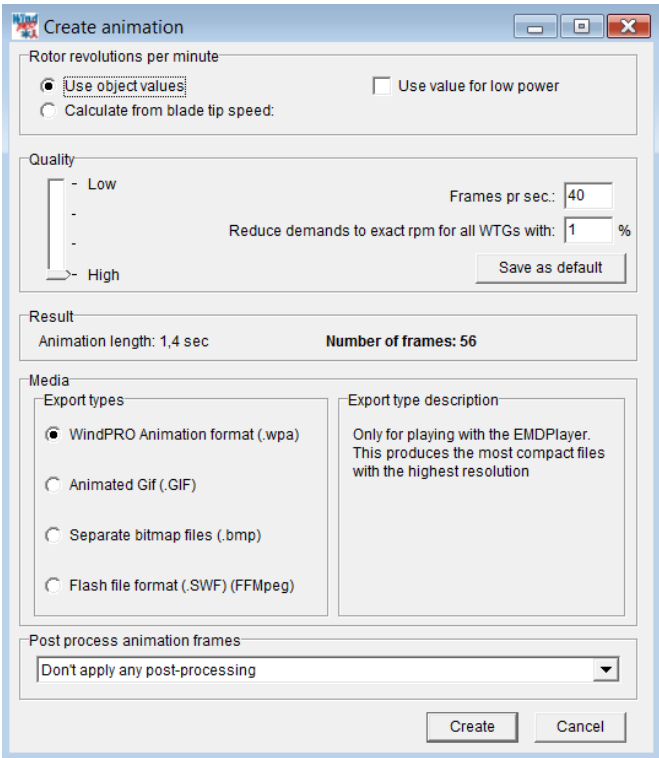 Create animation
Rotor revolutions per minute
Use object values
Use value for low power
Calculate from blade tip speed:
Quality
Low
Frames pr sec.: 40
Reduce demands to exact rpm for all WTGs with: 1 %
High
Save as default
Result
Animation length: 1,4 sec
Number of frames: 56
Media
Export types
Export type description
WindPRO Animation format (.wpa)
Only for playing with the EMDPlayer.
This produces the most compact files
with the highest resolution
Animated Gif (.GIF)
Separate bitmap files (.bmp)
Flash file format (.SWF) (FFMpeg)
Post process animation frames
Don't apply any post-processing
Create
Cancel